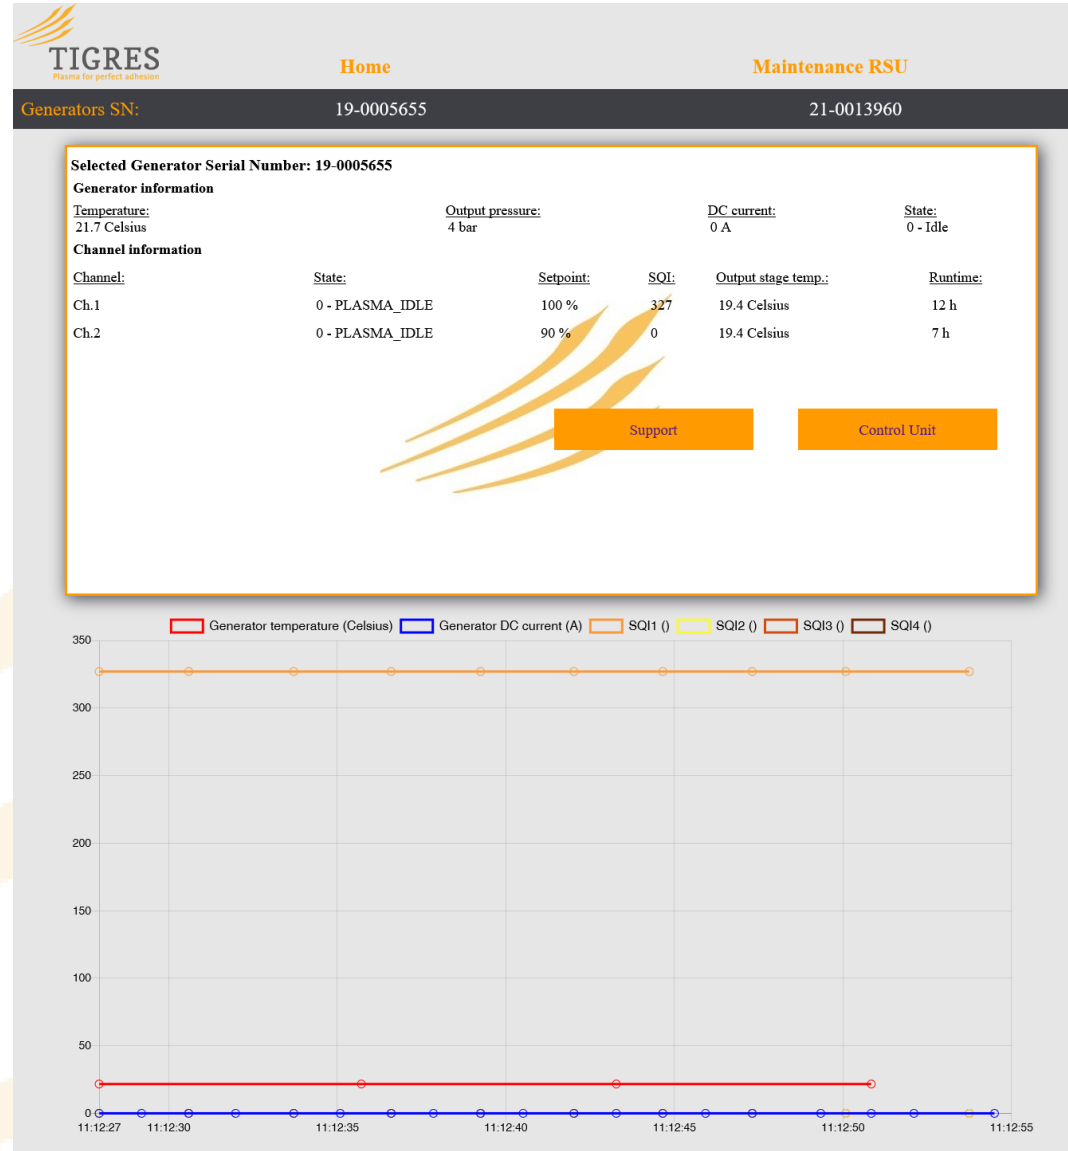 TIGRES
Plasma for perfect adhesion
Home Maintenance RSU
Generators SN: 19-0005655 21-0013960
Selected Generator Serial Number: 19-0005655
Generator information
Temperature: Output pressure: DC current: State:
21.7 Celsius 4 bar 0 A 0 - Idle
Channel information
Channel: State: Setpoint: SQI: Output stage temp.: Runtime:
Ch.1 0 - PLASMA_IDLE 100 % 327 19.4 Celsius 12 h
Ch.2 0 - PLASMA_IDLE 90 % 0 19.4 Celsius 7 h
Support Control Unit
Generator temperature (Celsius) Generator DC current (A) SQI1 () SQI2 () SQI3 () SQI4 ()
350
300
250
200
150
100
50
0
11:12:27 11:12:30 11:12:35 11:12:40 11:12:45 11:12:50 11:12:55